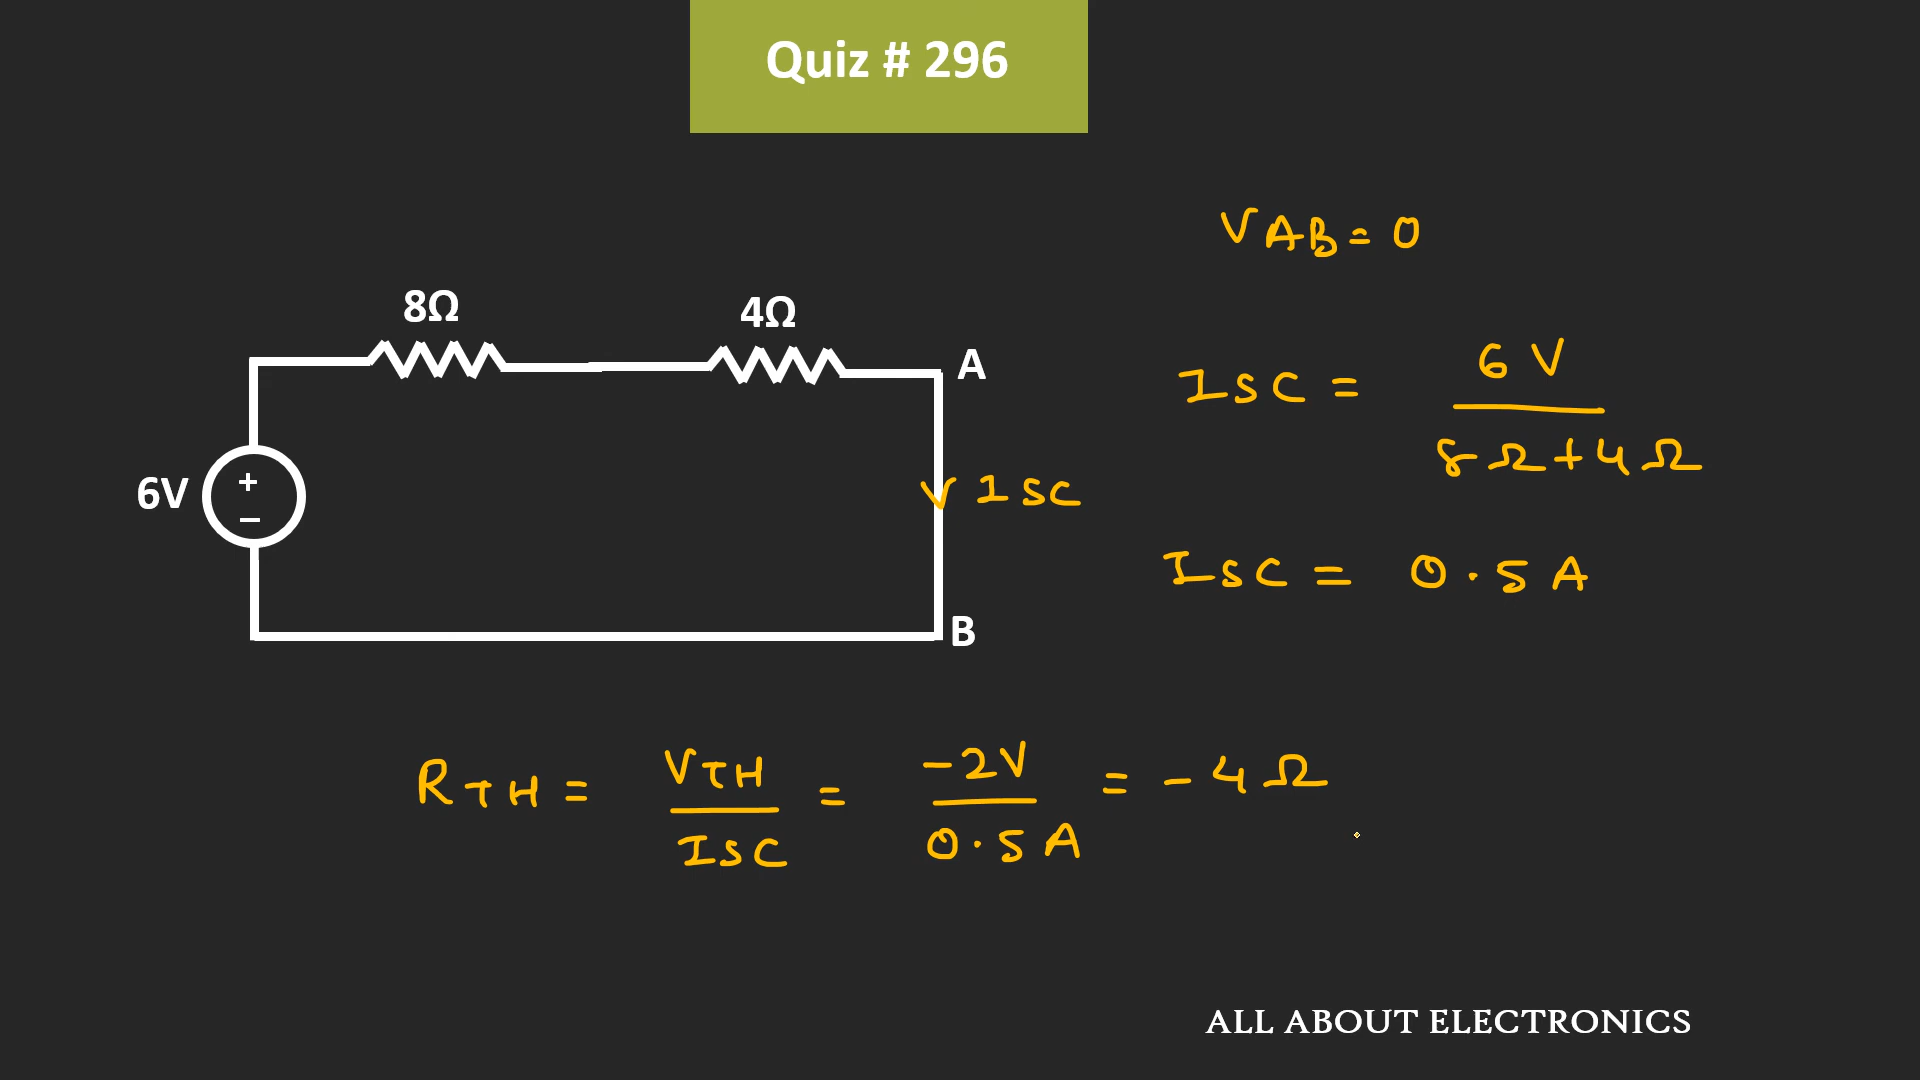 Quiz # 296
VAB = 0
8Ω
4Ω
A
6V
+
−
ISC
B
ISC = 6V / 8Ω+4Ω
ISC = 0.5 A
RTH = VTH / ISC = -2V / 0.5A = -4Ω
ALL ABOUT ELECTRONICS